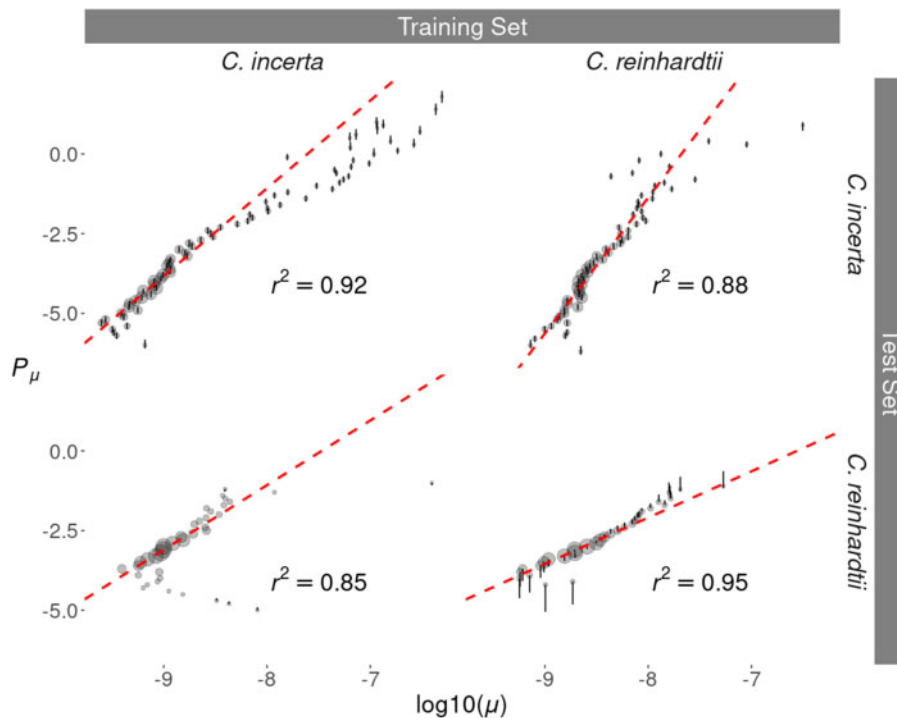 Training Set
C. incerta
C. reinhardtii
0.0
-2.5
-5.0
r² = 0.92
r² = 0.88
C. incerta
Pμ
Test Set
0.0
-2.5
-5.0
r² = 0.85
r² = 0.95
C. reinhardtii
-9
-8
-7
-9
-8
-7
log10(μ)